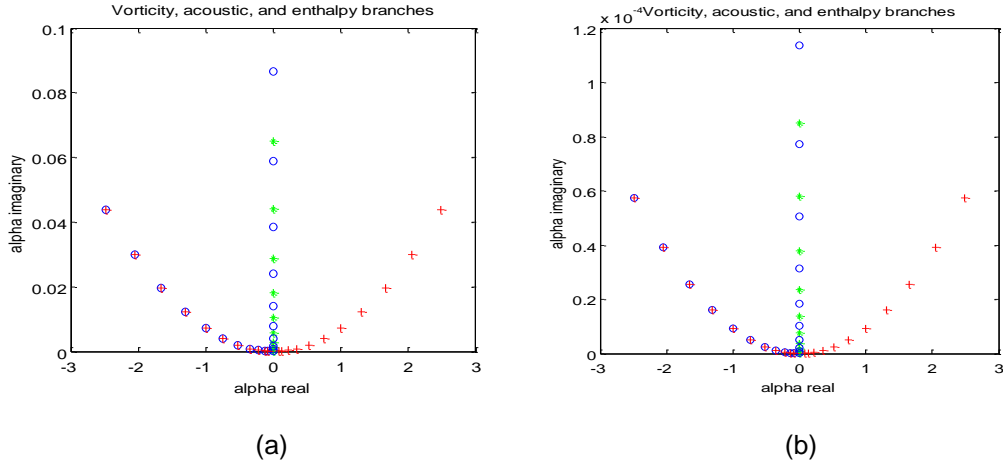 Vorticity, acoustic, and enthalpy branches
0.1
0.08
0.06
0.04
0.02
0
alpha imaginary
-3 -2 -1 0 1 2 3
alpha real
(a)
x 10-4 Vorticity, acoustic, and enthalpy branches
1.2
1
0.8
0.6
0.4
0.2
0
alpha imaginary
-3 -2 -1 0 1 2 3
alpha real
(b)